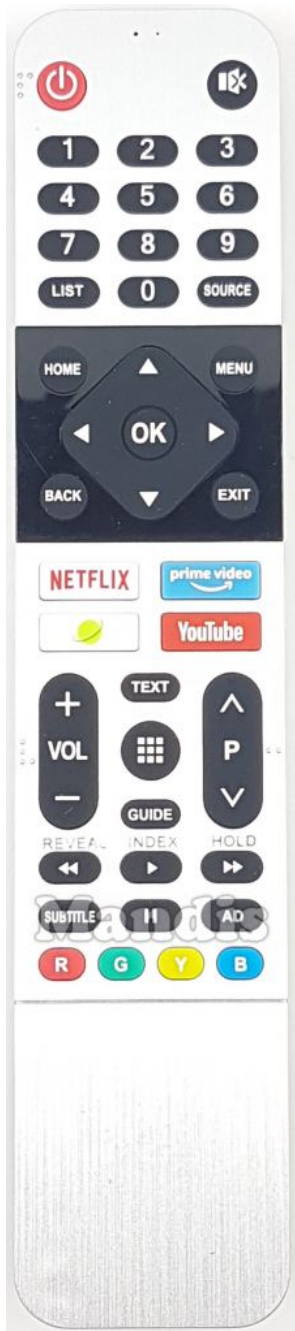 1 2 3
4 5 6
7 8 9
LIST 0 SOURCE
HOME MENU
OK
BACK EXIT
NETFLIX prime video
YouTube
TEXT
+ VOL −
P
GUIDE
REVEAL INDEX HOLD
SUBTITLE AD
Mandis
R G Y B